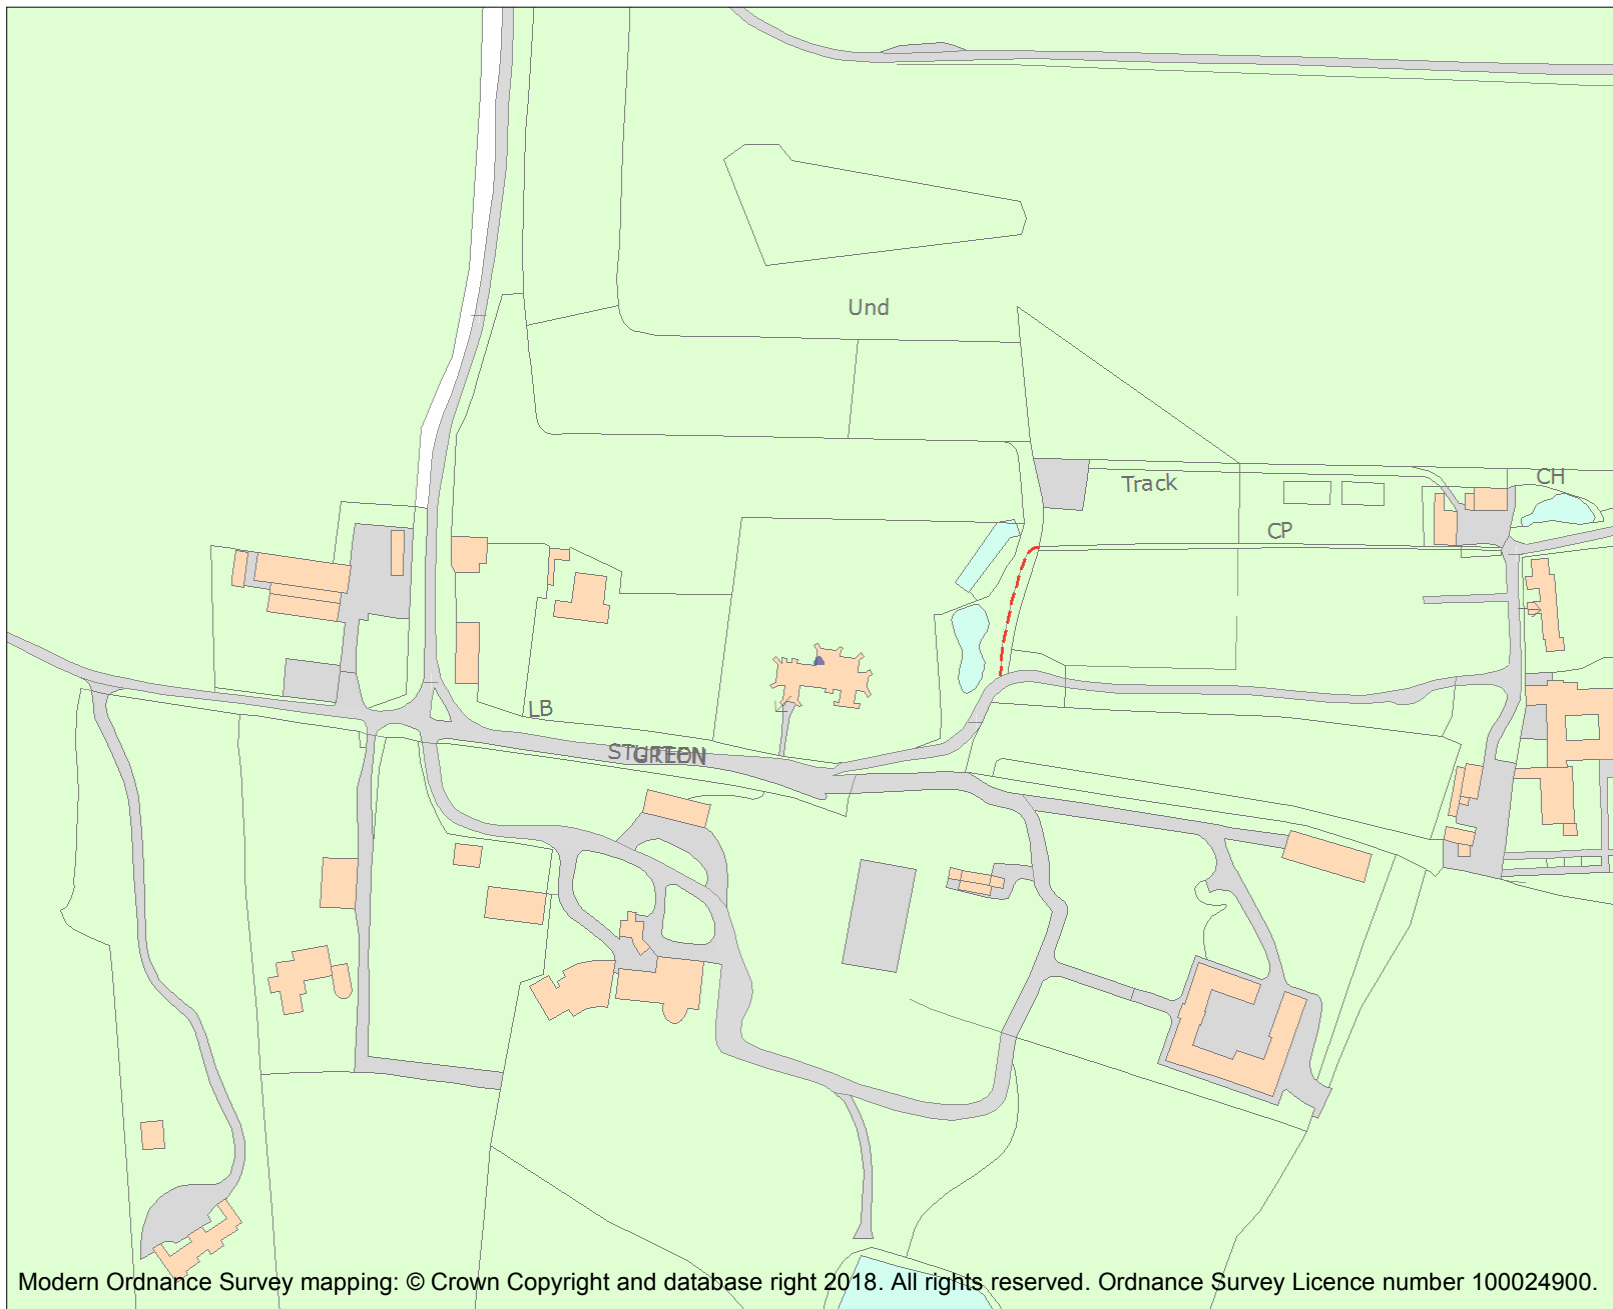 Und
CH
Track
CP
LB
Modern Ordnance Survey mapping: © Crown Copyright and database right 2018. All rights reserved. Ordnance Survey Licence number 100024900.